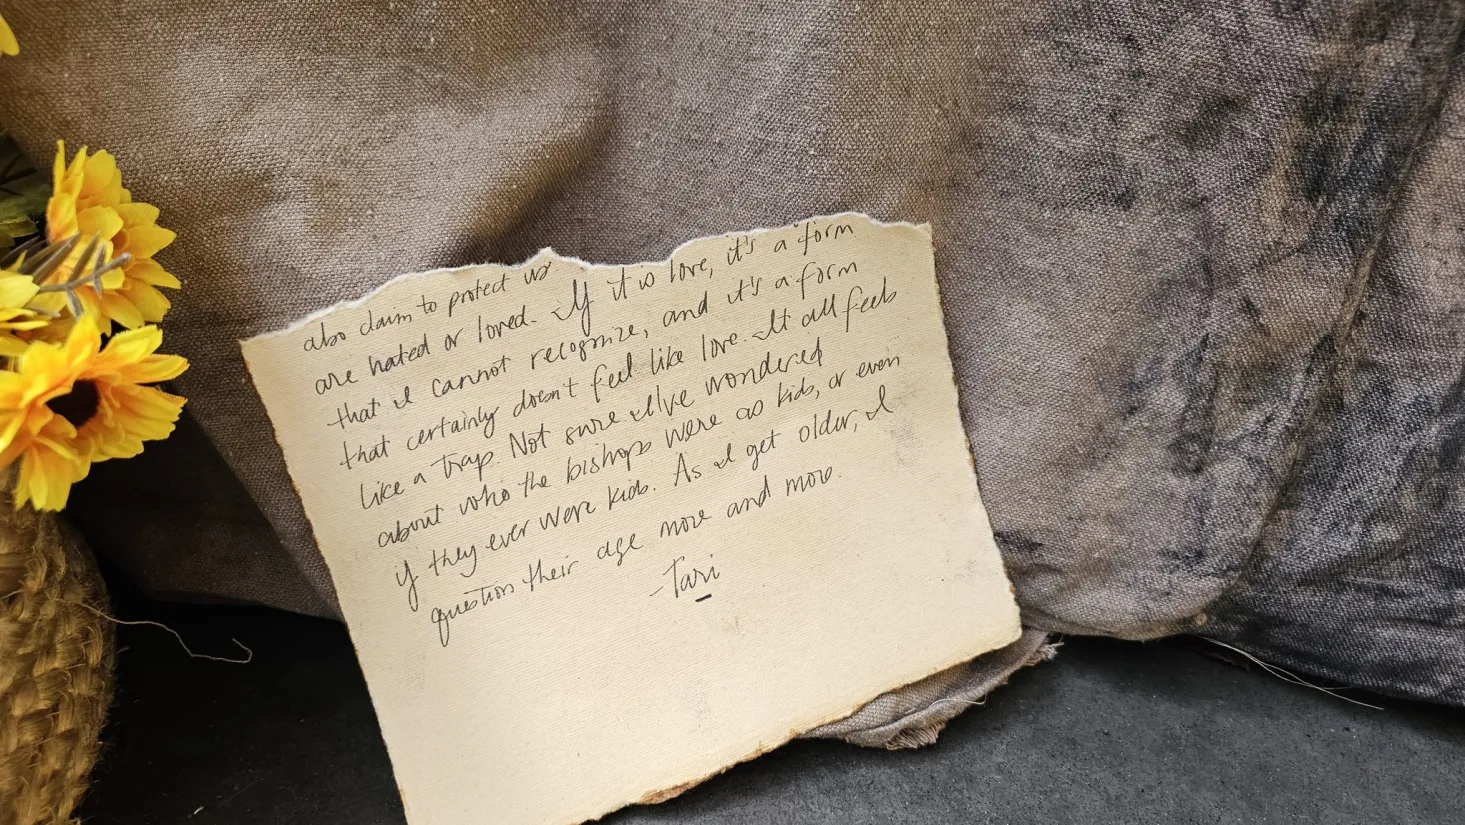 also claim to protect us
are hated or loved. If it is love, it's a form
that I cannot recognize, and it's a form
that certainly doesn't feel like love. It all feels
like a trap. Not sure I I've wondered
about who the bishops were as kids, or even
if they ever were kids. As I get older, I
question their age more and more.
-Tari